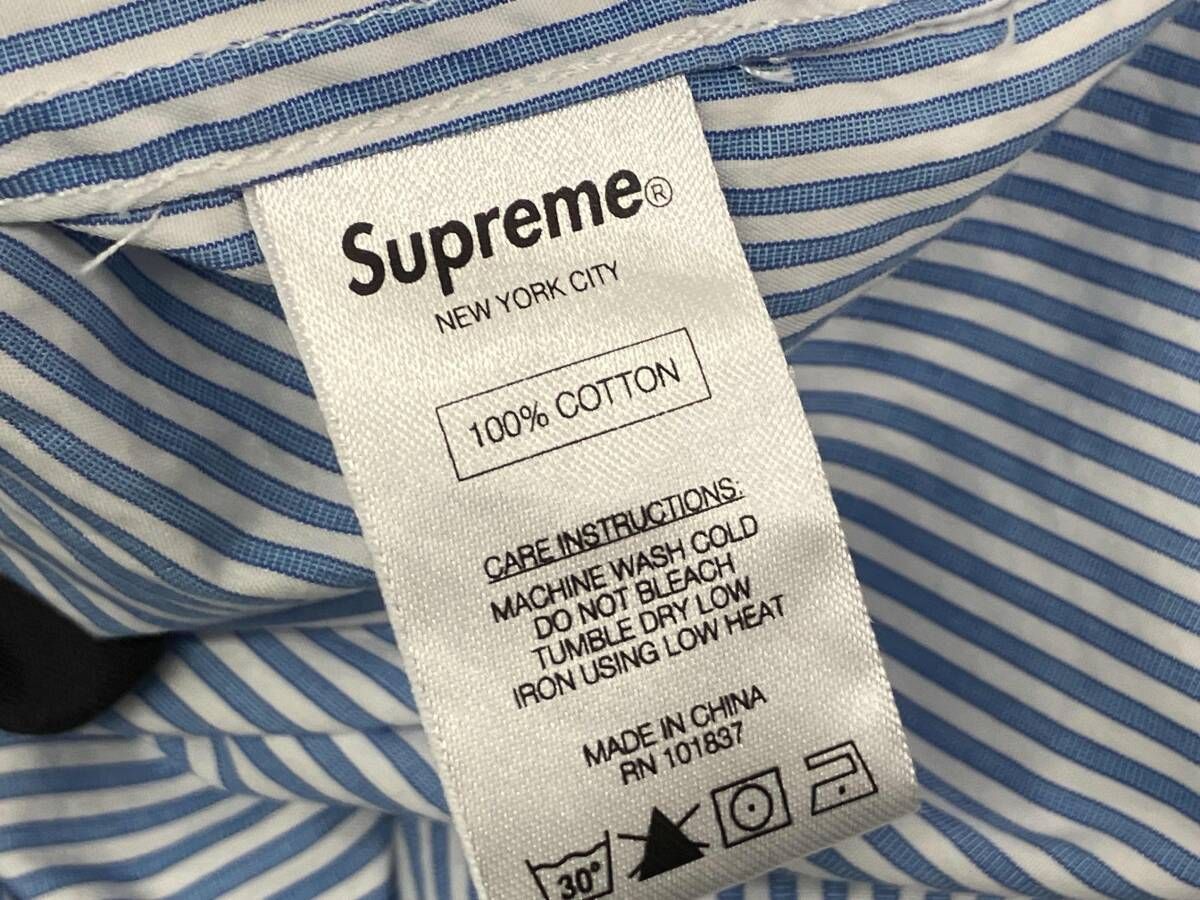 Supreme®
NEW YORK CITY
100% COTTON
CARE INSTRUCTIONS:
MACHINE WASH COLD
DO NOT BLEACH
TUMBLE DRY LOW
IRON USING LOW HEAT
MADE IN CHINA
RN 101837
30°